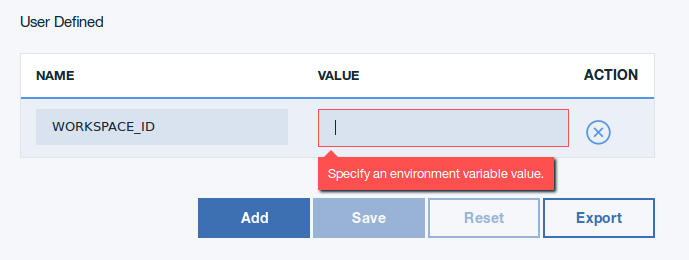 User Defined
NAME VALUE ACTION
WORKSPACE_ID
Specify an environment variable value.
Add Save Reset Export